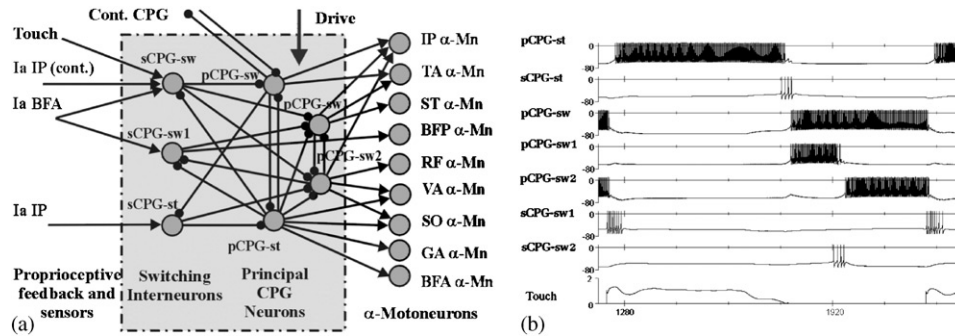 Cont. CPG
Drive
Touch
Ia IP (cont.)
Ia BFA
Ia IP
sCPG-sw
pCPG-sw
pCPG-sw1
sCPG-sw1
pCPG-sw2
sCPG-st
pCPG-st
IP α-Mn
TA α-Mn
ST α-Mn
BFP α-Mn
RF α-Mn
VA α-Mn
SO α-Mn
GA α-Mn
BFA α-Mn
Proprioceptive
feedback and
sensors
Switching
Interneurons
Principal
CPG
Neurons
α-Motoneurons
(a)
pCPG-st
0
-80
sCPG-st
0
-80
pCPG-sw
0
-80
pCPG-sw1
0
-80
pCPG-sw2
0
-80
sCPG-sw1
0
-80
sCPG-sw2
0
-80
Touch
2
0
1280
1920
(b)